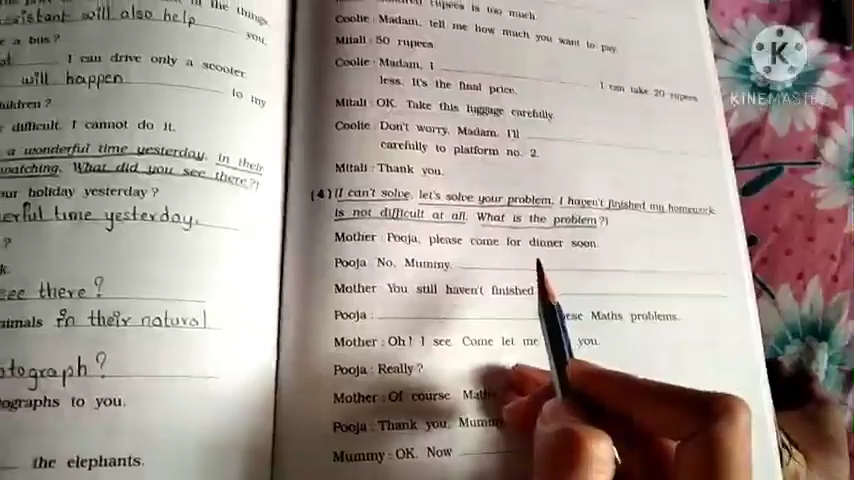 in the things
assistant will also help you.
e a bus?
I can drive only a scooter.
will happen to my
children?
difficult. I cannot do it.
a wonderful time yesterday, in their
watching, What did you see there?]
our holiday yesterday?
erful time yesterday.
?
k.
see there?
nimals in their natural
otograph?
ographs to you.
the elephants.
rupees is too much.
Coolie : Madam, tell me how much you want to pay.
Mitali : 50 rupees.
Coolie : Madam, I I can take 20 rupees
less. It's the final price.
Mitali : OK. Take this luggage carefully.
Coolie : Don't worry, Madam. I'll
carefully to platform no. 2.
Mitali : Thank you.
(4) [I can't solve, let's solve your problem, I haven't finished my homework,
is not difficult at all, What is the problem?]
Mother : Pooja, please come for dinner soon.
Pooja No, Mummy.
Mother You still haven't finished
Pooja : ese Maths problems.
Mother : Oh! I see. Come let me you.
Pooja : Really?
Mother : Of course Maths
Pooja : Thank you, Mummy
Mummy : OK. Now
KINEMASTER